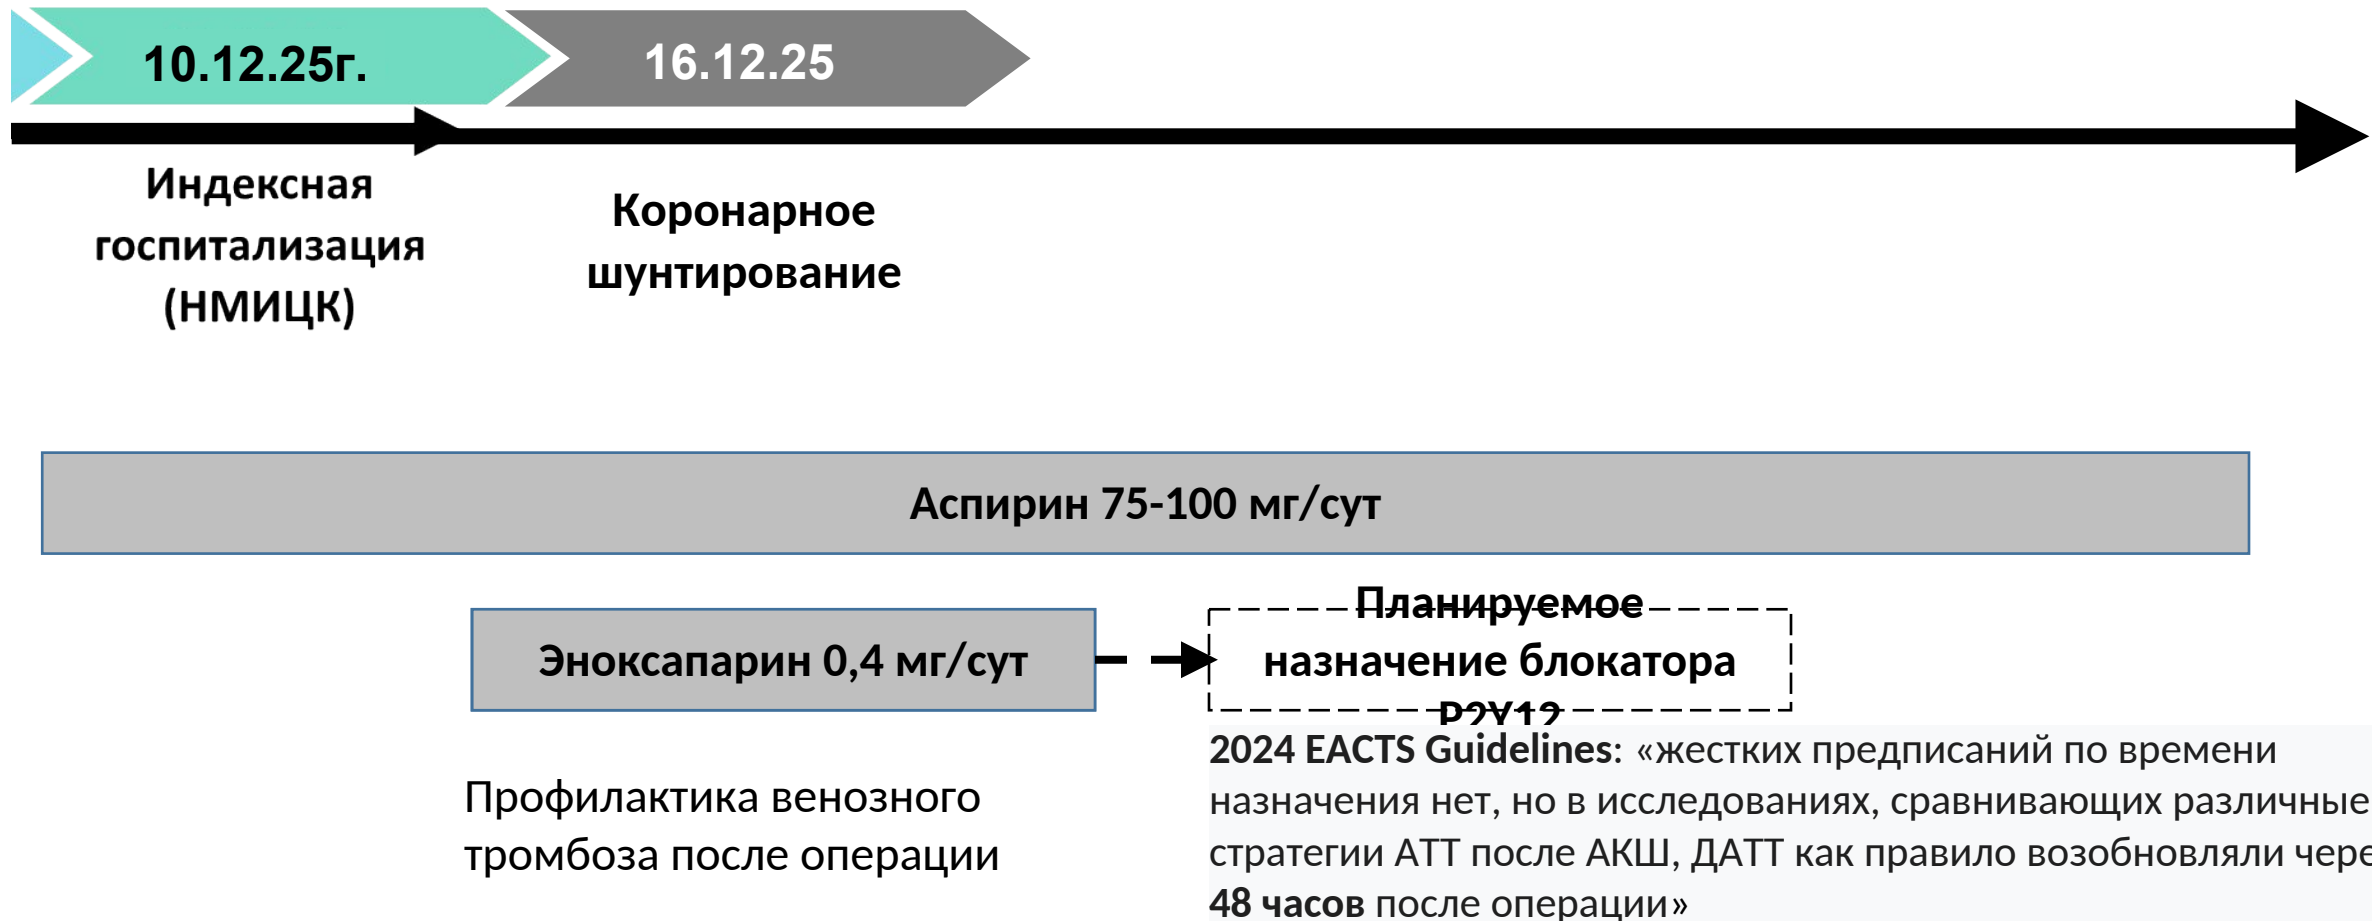 10.12.25г.
16.12.25
Индексная
госпитализация
(НМИЦК)
Коронарное
шунтирование
Аспирин 75-100 мг/сут
Эноксапарин 0,4 мг/сут
Планируемое
назначение блокатора
P2Y12
Профилактика венозного
тромбоза после операции
2024 EACTS Guidelines: «жестких предписаний по времени
назначения нет, но в исследованиях, сравнивающих различные
стратегии АТТ после АКШ, ДАТТ как правило возобновляли чере
48 часов после операции»